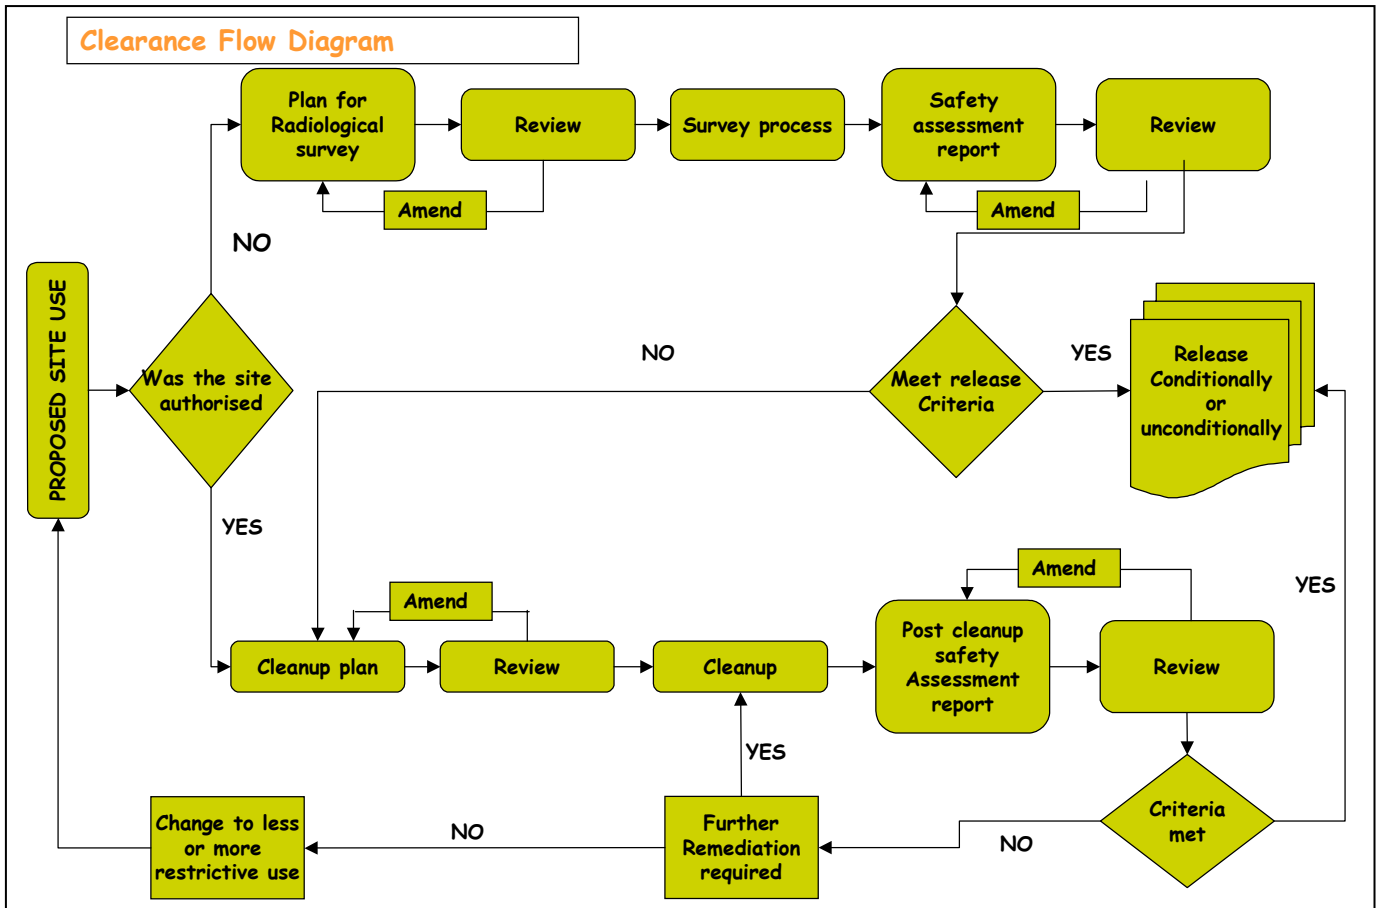 Clearance Flow Diagram
Plan for
Radiological
survey
Review
Survey process
Safety
assessment
report
Review
Amend
Amend
NO
PROPOSED SITE USE
Was the site
authorised
NO
Meet release
Criteria
YES
Release
Conditionally
or
unconditionally
YES
Amend
Amend
YES
Cleanup plan
Review
Cleanup
Post cleanup
safety
Assessment
report
Review
YES
Change to less
or more
restrictive use
NO
Further
Remediation
required
NO
Criteria
met